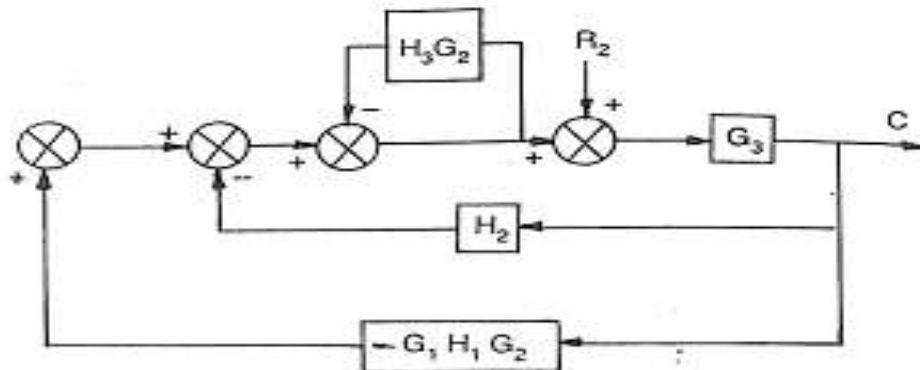 H₃G₂
R₂
− +
+ + +
G₃ C
+ −
+
H₂
− G₁ H₁ G₂